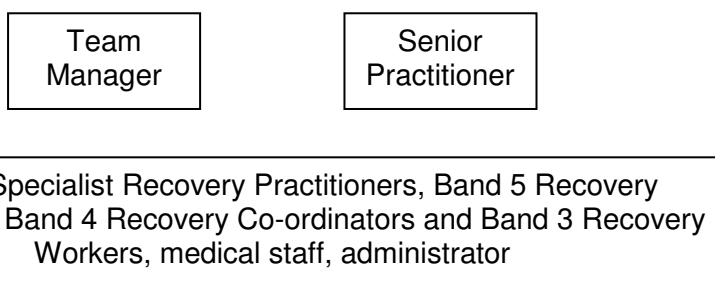 Team
Manager
Senior
Practitioner
Specialist Recovery Practitioners, Band 5 Recovery
Band 4 Recovery Co-ordinators and Band 3 Recovery
Workers, medical staff, administrator